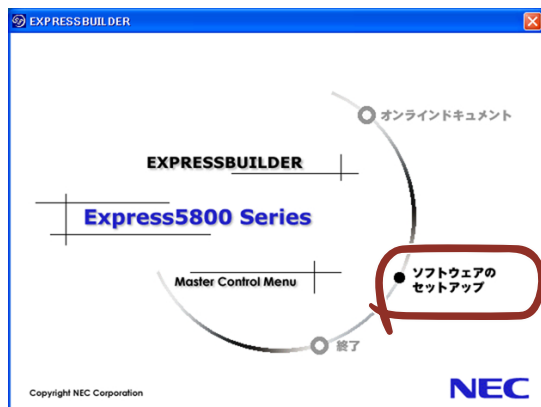 EXPRESSBUILDER
オンラインドキュメント
EXPRESSBUILDER
Express5800 Series
Master Control Menu
ソフトウェアの
セットアップ
終了
Copyright NEC Corporation
NEC